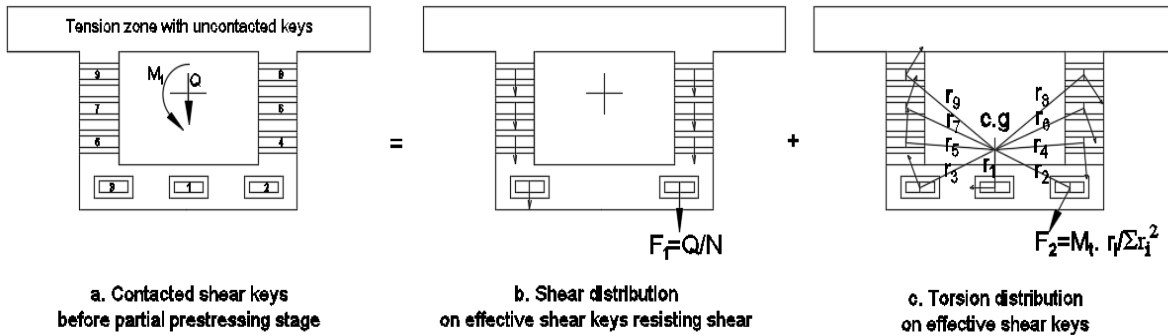 Tension zone with uncontacted keys
M_t
Q
9 8
7 6
5 4
3 1 2
=
F₁=Q/N
+
r₉ r₈
c.g
r₇ r₆
r₅ r₄
r₃ r₁ r₂
F₂=Mₜ. rᵢ/Σrᵢ²
a. Contacted shear keys
before partial prestressing stage
b. Shear distribution
on effective shear keys resisting shear
c. Torsion distribution
on effective shear keys